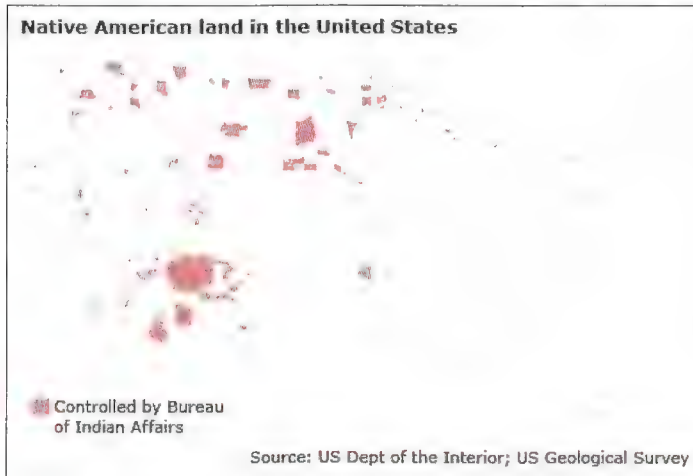 Native American land in the United States
Controlled by Bureau
of Indian Affairs
Source: US Dept of the Interior; US Geological Survey